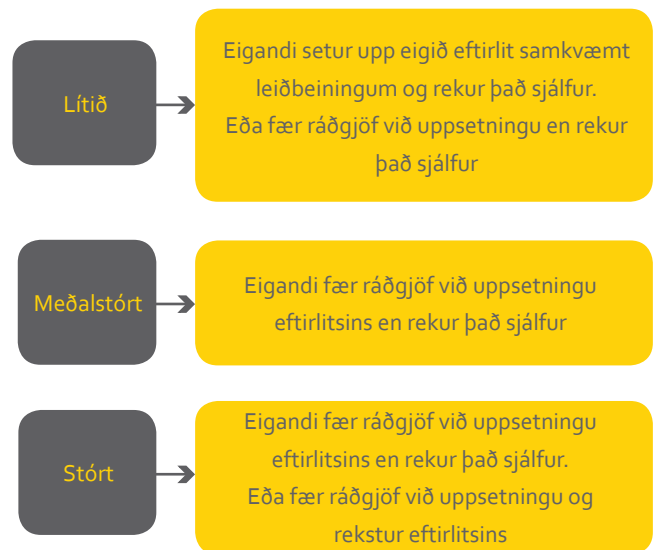 Lítið
Eigandi setur upp eigið eftirlit samkvæmt
leiðbeiningum og rekur það sjálfur.
Eða fær ráðgjöf við uppsetningu en rekur
það sjálfur
Meðalstórt
Eigandi fær ráðgjöf við uppsetningu
eftirlitsins en rekur það sjálfur
Stórt
Eigandi fær ráðgjöf við uppsetningu
eftirlitsins en rekur það sjálfur.
Eða fær ráðgjöf við uppsetningu og
rekstur eftirlitsins